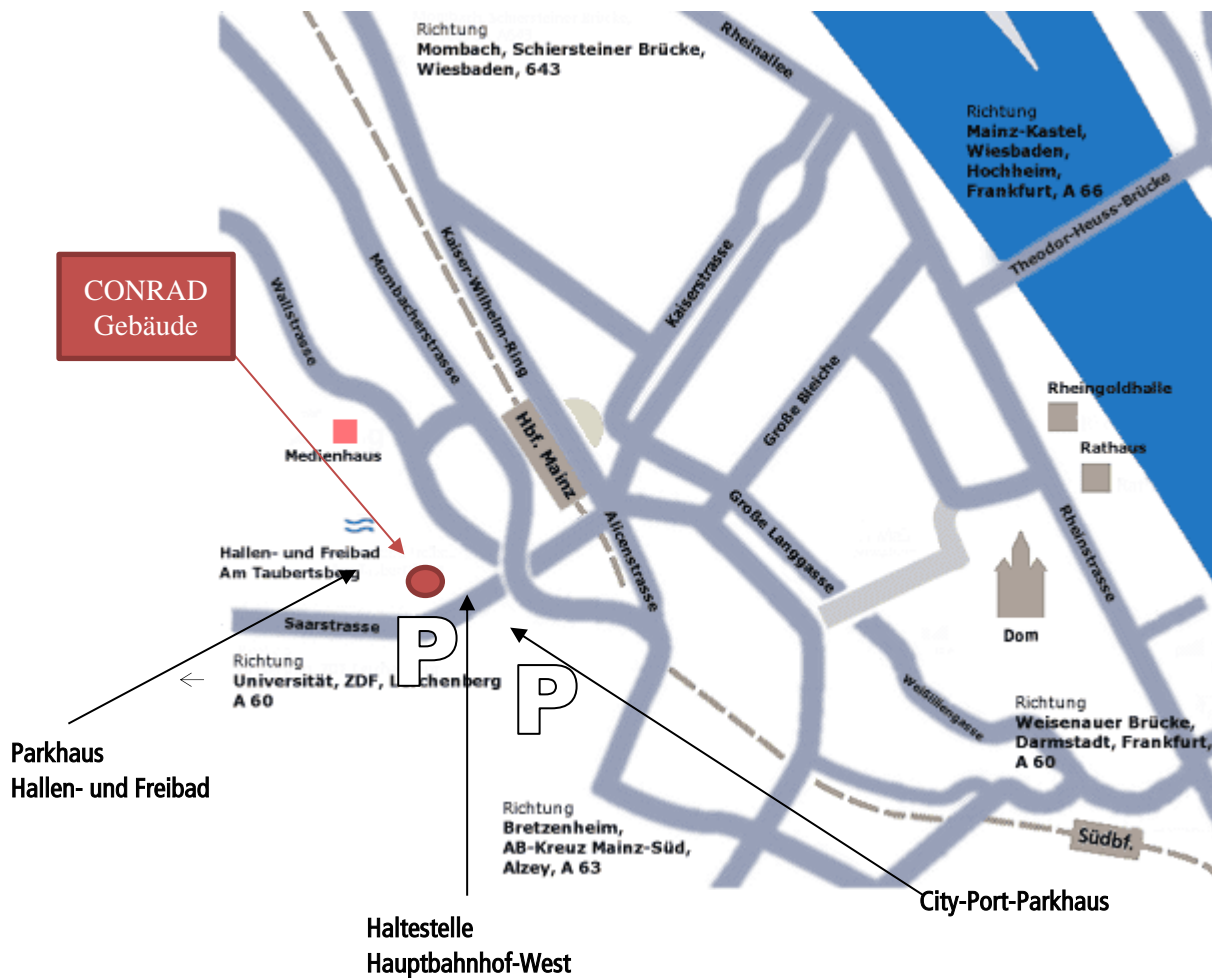 Richtung
Mombach, Schiersteiner Brücke,
Wiesbaden, 643
Rheinallee
Richtung
Mainz-Kastel,
Wiesbaden,
Hochheim,
Frankfurt, A 66
Theodor-Heuss-Brücke
CONRAD
Gebäude
Wallstrasse
Mombacherstrasse
Kaiser-Wilhelm-Ring
Kaiserstrasse
Große Bleiche
Rheingoldhalle
Rathaus
Medienhaus
Hbf. Mainz
Alicenstrasse
Große Langgasse
Rheinstrasse
Hallen- und Freibad
Am Taubertsberg
Saarstrasse
Dom
P
P
Richtung
Universität, ZDF, Lerchenberg
A 60
Weißliliengasse
Richtung
Weisenauer Brücke,
Darmstadt, Frankfurt,
A 60
Parkhaus
Hallen- und Freibad
Richtung
Bretzenheim,
AB-Kreuz Mainz-Süd,
Alzey, A 63
Südbf.
City-Port-Parkhaus
Haltestelle
Hauptbahnhof-West